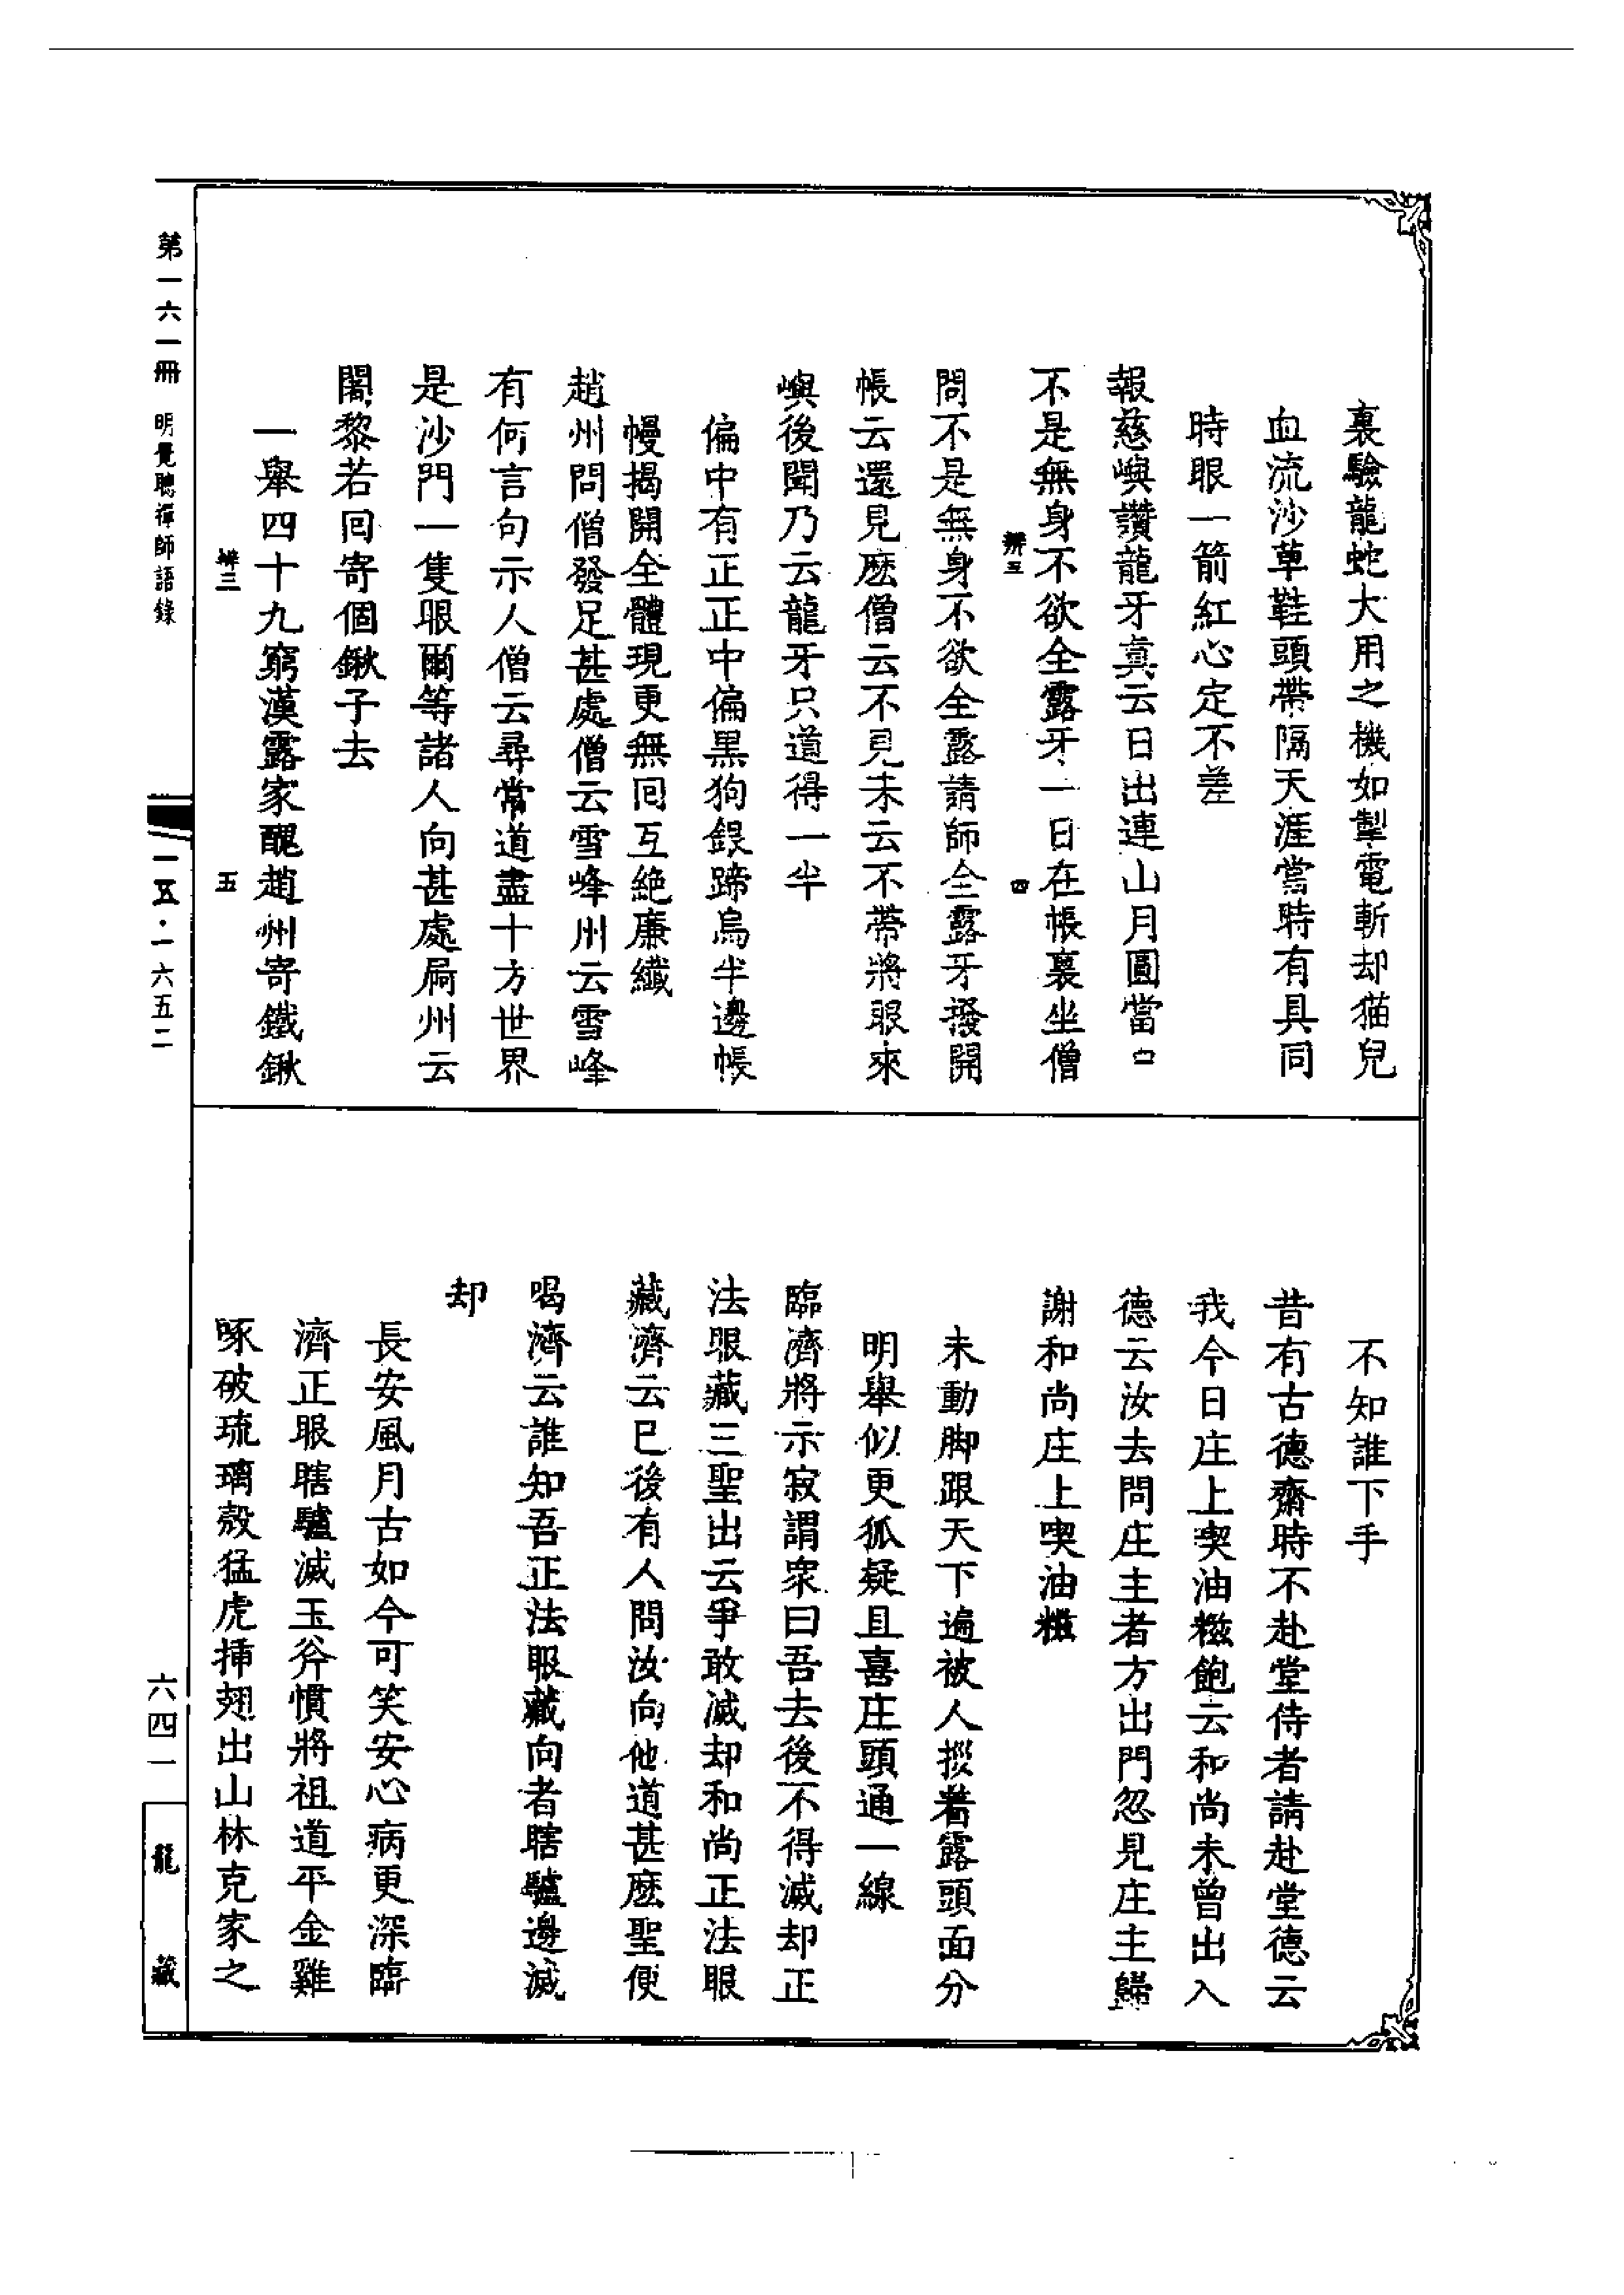 裏驗龍蛇大用之機如掣電斬却猫兒
血流沙草鞋頭帶隔天涯當時有具同
時眼一箭紅心定不差
報慈嶼讚龍牙真云日出連山月圓當口
不是無身不欲全露牙一日在帳裏坐僧
辨三 四
問不是無身不欲全露請師全露牙撥開
帳云還見麽僧云不見未云不帶將眼來
嶼後聞乃云龍牙只道得一半
偏中有正正中偏黑狗銀蹄烏半邊帳
幔揭開全體現更無回互絕廉纖
趙州問僧發足甚處僧云雪峰州云雪峰
有何言句示人僧云尋常道盡十方世界
是沙門一隻眼爾等諸人向甚處屙州云
闍黎若回寄個鍬子去
一舉四十九窮漢露家醜趙州寄鐵鍬
辨三 五
不知誰下手
昔有古德齋時不赴堂侍者請赴堂德云
我今日庄上喫油糍飽云和尚未曾出入
德云汝去問庄主者方出門忽見庄主歸
謝和尚庄上喫油糍
未動脚跟天下遍被人拶著露頭面分
明舉似更狐疑且喜庄頭通一線
臨濟將示寂謂衆曰吾去後不得滅却正
法眼藏三聖出云爭敢滅却和尚正法眼
藏濟云已後有人問汝向他道甚麽聖便
喝濟云誰知吾正法眼藏向者瞎驢邊滅
却
長安風月古如今可笑安心病更深臨
濟正眼瞎驢滅玉斧慣將祖道平金雞
啄破琉璃殼猛虎揷翅出山林克家之
第一六一冊 明覺聰禪師語錄
一五·一六五二
六四一
龍藏